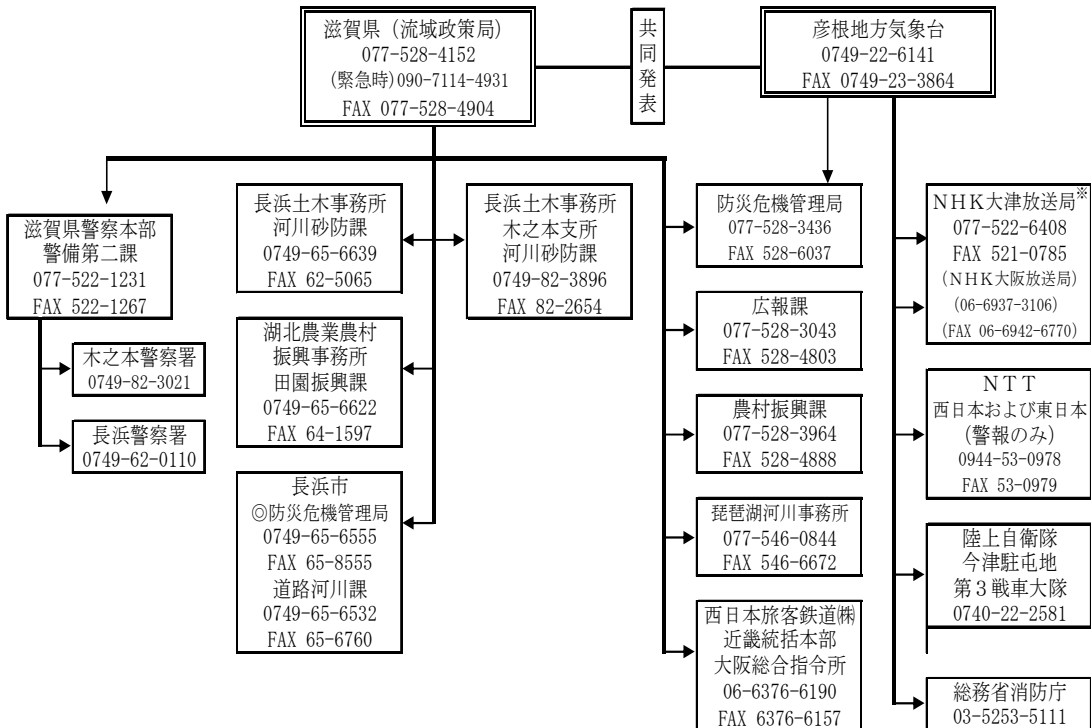 滋賀県（流域政策局）
077-528-4152
(緊急時)090-7114-4931
FAX 077-528-4904
共
同
発
表
彦根地方気象台
0749-22-6141
FAX 0749-23-3864
滋賀県警察本部
警備第二課
077-522-1231
FAX 522-1267
木之本警察署
0749-82-3021
長浜警察署
0749-62-0110
長浜土木事務所
河川砂防課
0749-65-6639
FAX 62-5065
湖北農業農村
振興事務所
田園振興課
0749-65-6622
FAX 64-1597
長浜市
◎防災危機管理局
0749-65-6555
FAX 65-8555
道路河川課
0749-65-6532
FAX 65-6760
長浜土木事務所
木之本支所
河川砂防課
0749-82-3896
FAX 82-2654
防災危機管理局
077-528-3436
FAX 528-6037
広報課
077-528-3043
FAX 528-4803
農村振興課
077-528-3964
FAX 528-4888
琵琶湖河川事務所
077-546-0844
FAX 546-6672
西日本旅客鉄道㈱
近畿統括本部
大阪総合指令所
06-6376-6190
FAX 6376-6157
ＮＨＫ大津放送局※
077-522-6408
FAX 521-0785
(ＮＨＫ大阪放送局)
(06-6937-3106)
(FAX 06-6942-6770)
ＮＴＴ
西日本および東日本
(警報のみ)
0944-53-0978
FAX 53-0979
陸上自衛隊
今津駐屯地
第３戦車大隊
0740-22-2581
総務省消防庁
03-5253-5111